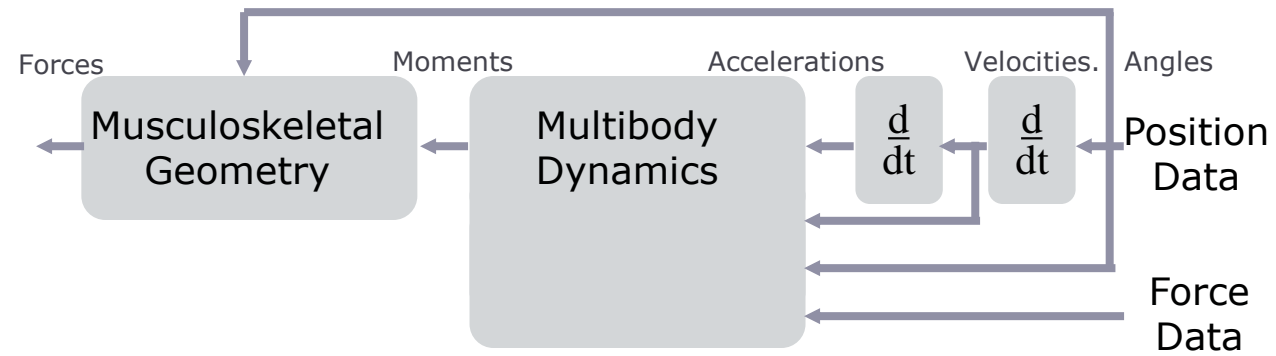 Forces
Moments
Accelerations
Velocities.
Angles
Musculoskeletal
Geometry
Multibody
Dynamics
d
dt
d
dt
Position
Data
Force
Data